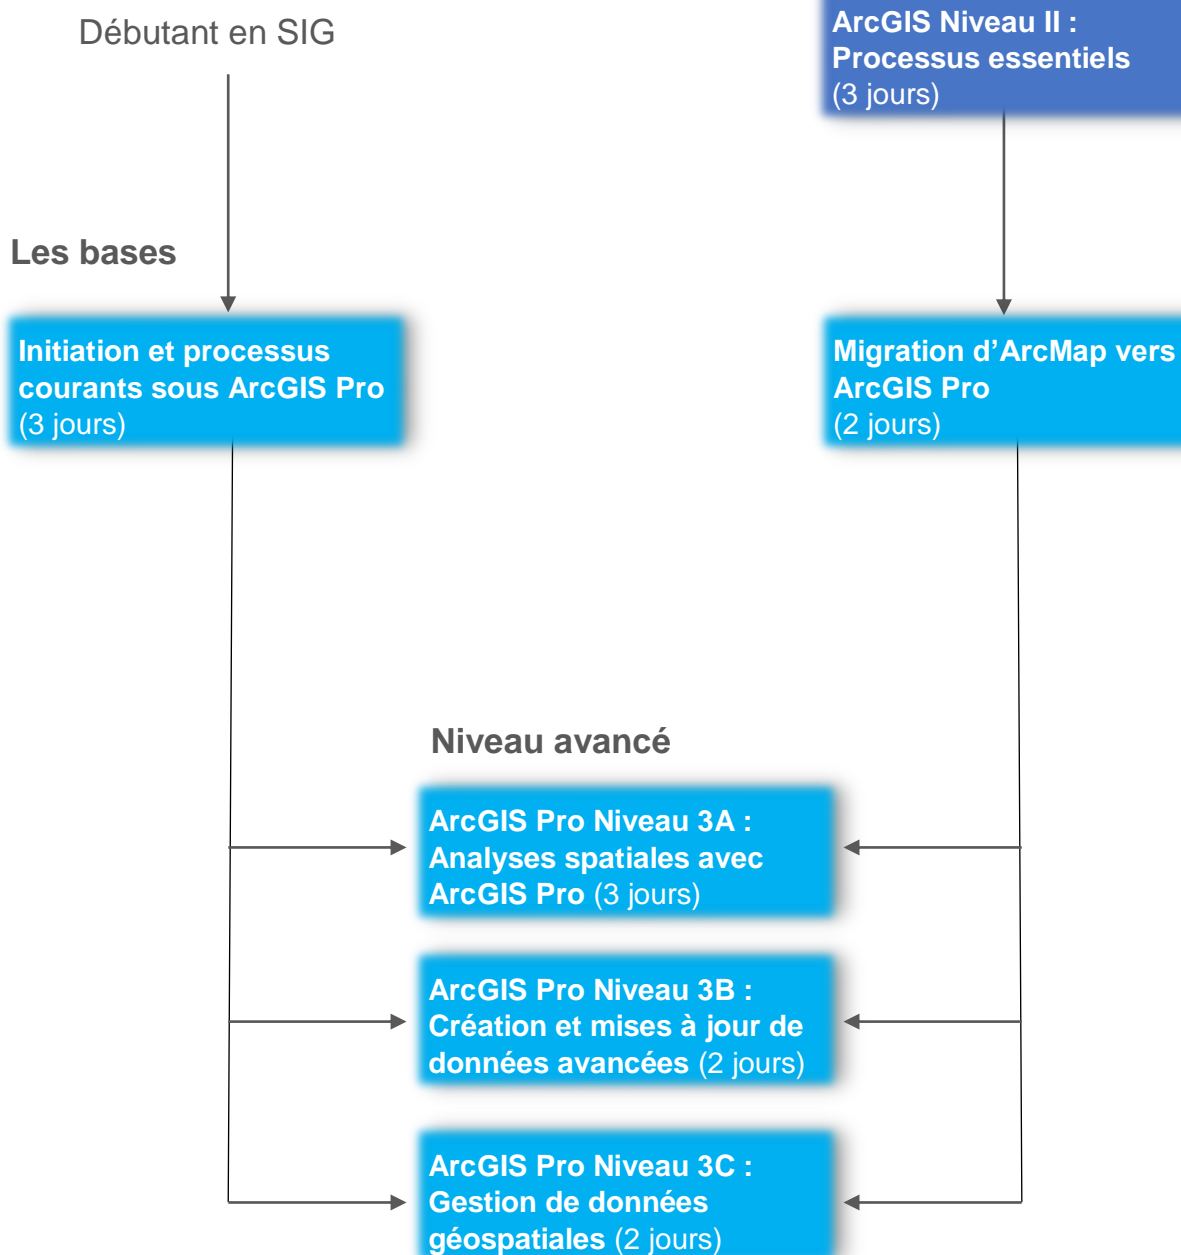 Débutant en SIG
ArcGIS Niveau II :
Processus essentiels
(3 jours)
Les bases
Initiation et processus
courants sous ArcGIS Pro
(3 jours)
Migration d’ArcMap vers
ArcGIS Pro
(2 jours)
Niveau avancé
ArcGIS Pro Niveau 3A :
Analyses spatiales avec
ArcGIS Pro (3 jours)
ArcGIS Pro Niveau 3B :
Création et mises à jour de
données avancées (2 jours)
ArcGIS Pro Niveau 3C :
Gestion de données
géospatiales (2 jours)